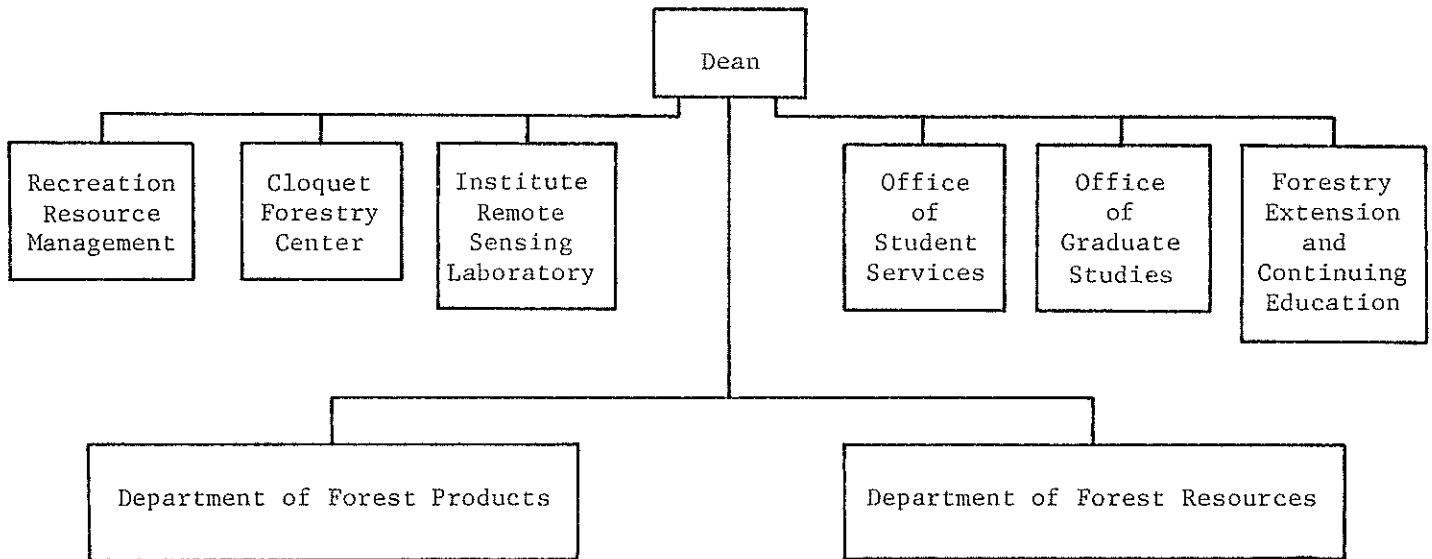 Dean
Recreation
Resource
Management
Cloquet
Forestry
Center
Institute
Remote
Sensing
Laboratory
Office
of
Student
Services
Office
of
Graduate
Studies
Forestry
Extension
and
Continuing
Education
Department of Forest Products
Department of Forest Resources